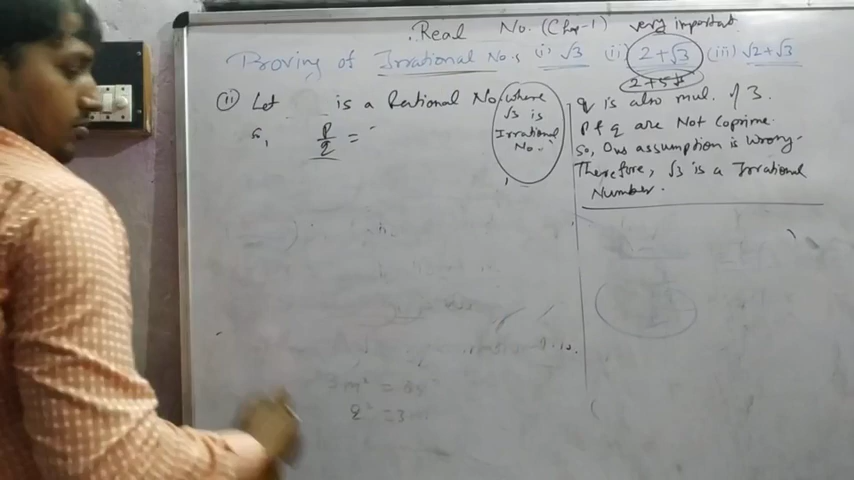 Real No. (Chap-1) very important.
Proving of Irrational No.s (i) √3 (ii) 2+√3 (iii) √2+√3
2+5√
(ii) Let is a Rational No. where √3 is Irrational No.
p/q =
q is also mul. of 3.
p & q are Not Coprime.
So, Our assumption is Wrong.
Therefore, √3 is a Irrational
Number.
q² = 3